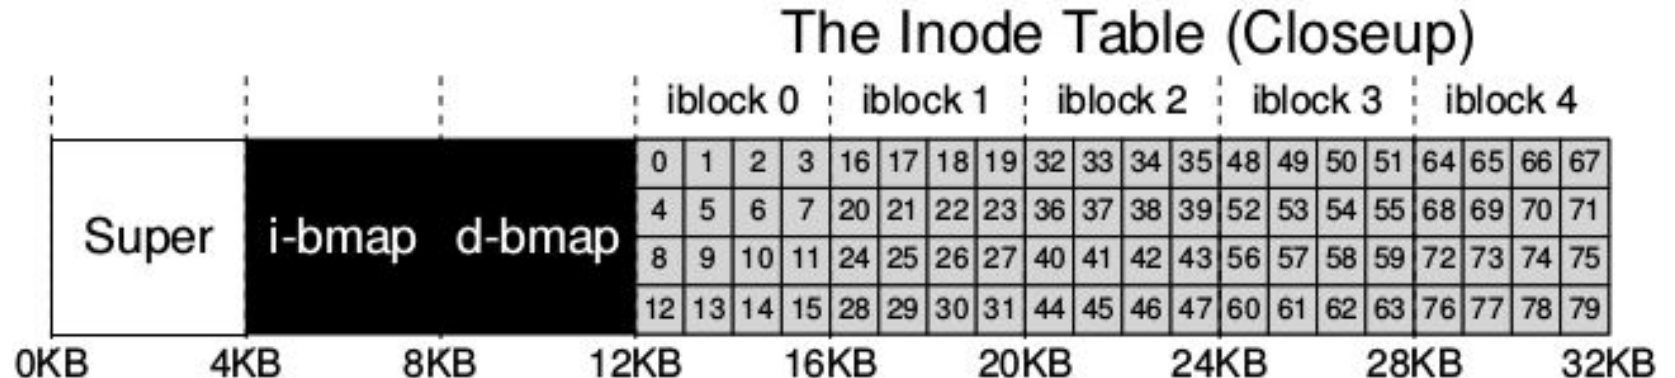 The Inode Table (Closeup)
iblock 0 iblock 1 iblock 2 iblock 3 iblock 4
0 1 2 3 16 17 18 19 32 33 34 35 48 49 50 51 64 65 66 67
4 5 6 7 20 21 22 23 36 37 38 39 52 53 54 55 68 69 70 71
Super i-bmap d-bmap
8 9 10 11 24 25 26 27 40 41 42 43 56 57 58 59 72 73 74 75
12 13 14 15 28 29 30 31 44 45 46 47 60 61 62 63 76 77 78 79
0KB 4KB 8KB 12KB 16KB 20KB 24KB 28KB 32KB